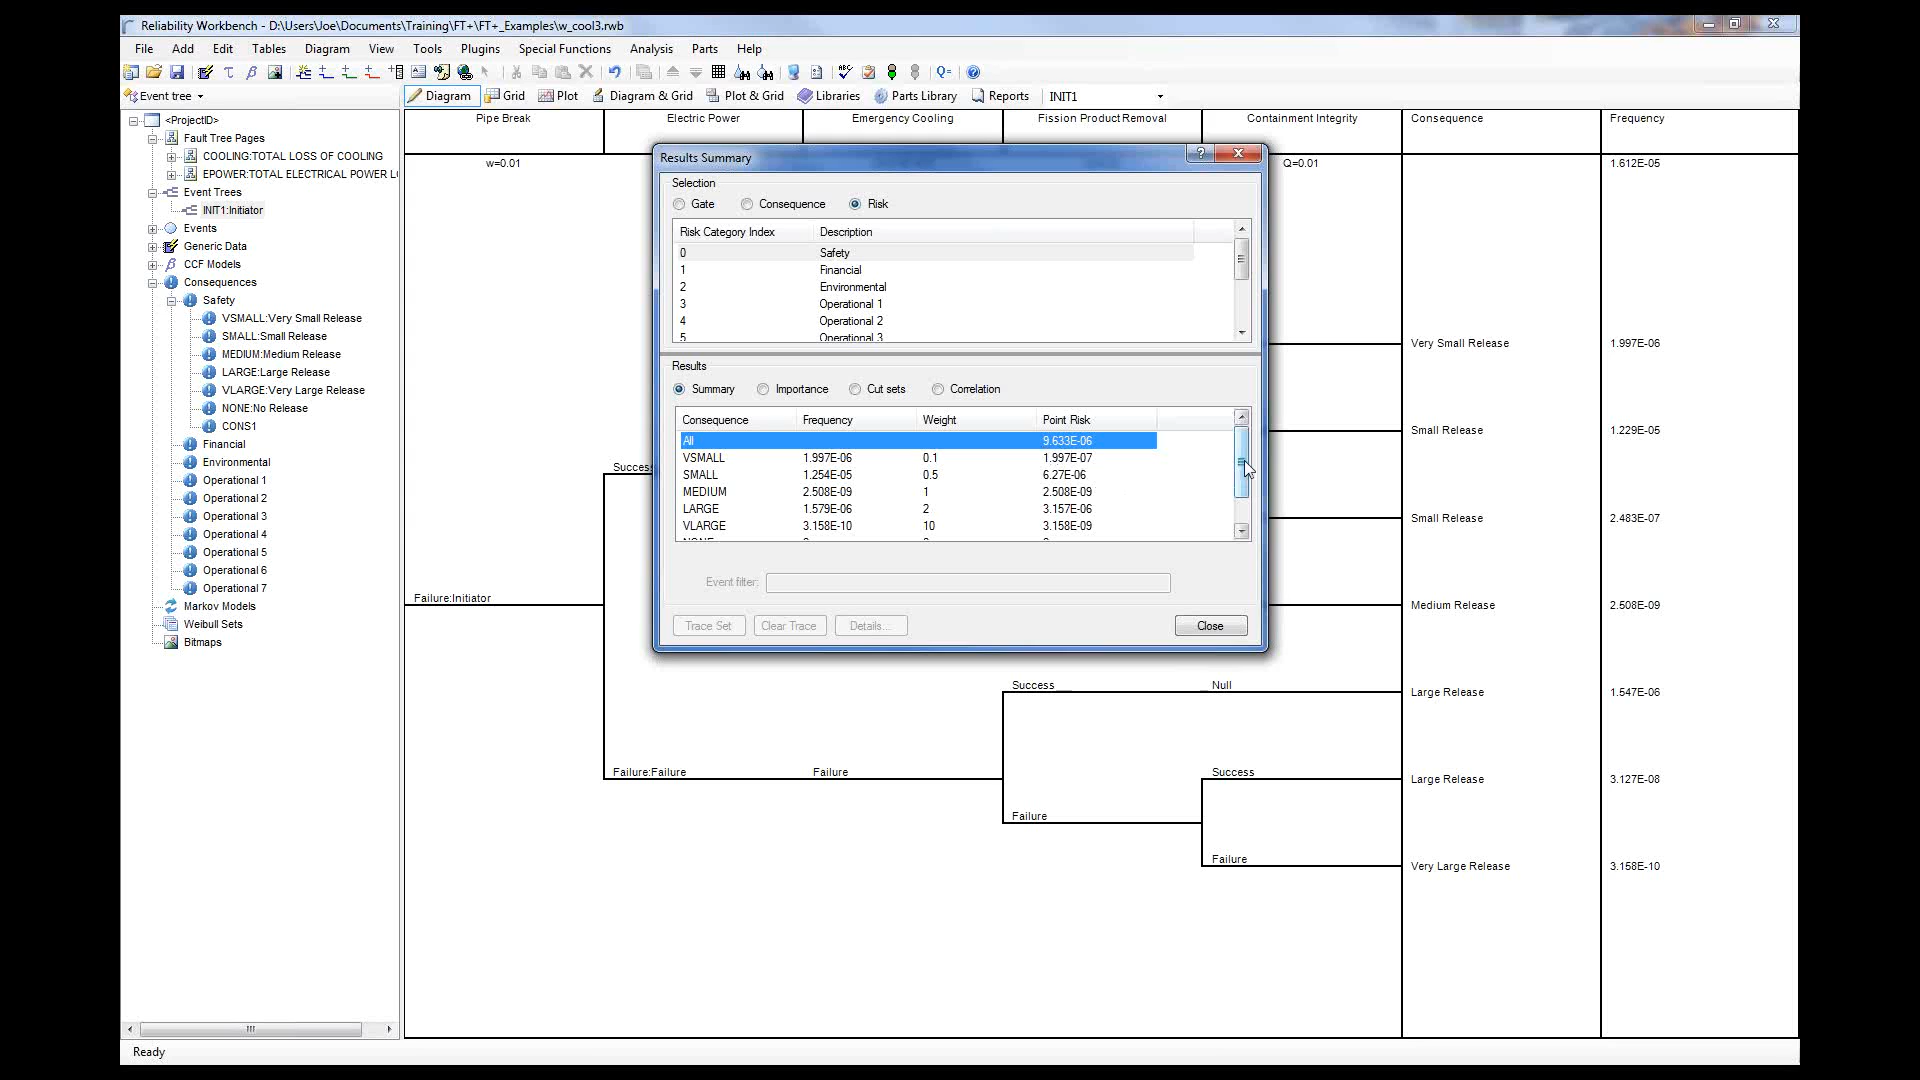 Reliability Workbench - D:\Users\Joe\Documents\Training\FT+\FT+_Examples\w_cool3.rwb
File Add Edit Tables Diagram View Tools Plugins Special Functions Analysis Parts Help
Event tree Diagram Grid Plot Diagram & Grid Plot & Grid Libraries Parts Library Reports INIT1
<ProjectID>
Fault Tree Pages
COOLING:TOTAL LOSS OF COOLING
EPOWER:TOTAL ELECTRICAL POWER L
Event Trees
INIT1:Initiator
Events
Generic Data
CCF Models
Consequences
Safety
VSMALL:Very Small Release
SMALL:Small Release
MEDIUM:Medium Release
LARGE:Large Release
VLARGE:Very Large Release
NONE:No Release
CONS1
Financial
Environmental
Operational 1
Operational 2
Operational 3
Operational 4
Operational 5
Operational 6
Operational 7
Markov Models
Weibull Sets
Bitmaps
Pipe Break Electric Power Emergency Cooling Fission Product Removal Containment Integrity Consequence Frequency
w=0.01 Q=0.01 1.612E-05
Results Summary
Selection
Gate Consequence Risk
Risk Category Index Description
0 Safety
1 Financial
2 Environmental
3 Operational 1
4 Operational 2
5 Operational 3
Results
Summary Importance Cut sets Correlation
Consequence Frequency Weight Point Risk
All 9.633E-06
VSMALL 1.997E-06 0.1 1.997E-07
SMALL 1.254E-05 0.5 6.27E-06
MEDIUM 2.508E-09 1 2.508E-09
LARGE 1.579E-06 2 3.157E-06
VLARGE 3.158E-10 10 3.158E-09
Event filter:
Trace Set Clear Trace Details... Close
Very Small Release 1.997E-06
Small Release 1.229E-05
Success
Small Release 2.483E-07
Failure:Initiator
Medium Release 2.508E-09
Success Null
Large Release 1.547E-06
Failure:Failure Failure Success
Large Release 3.127E-08
Failure
Failure
Very Large Release 3.158E-10
Ready